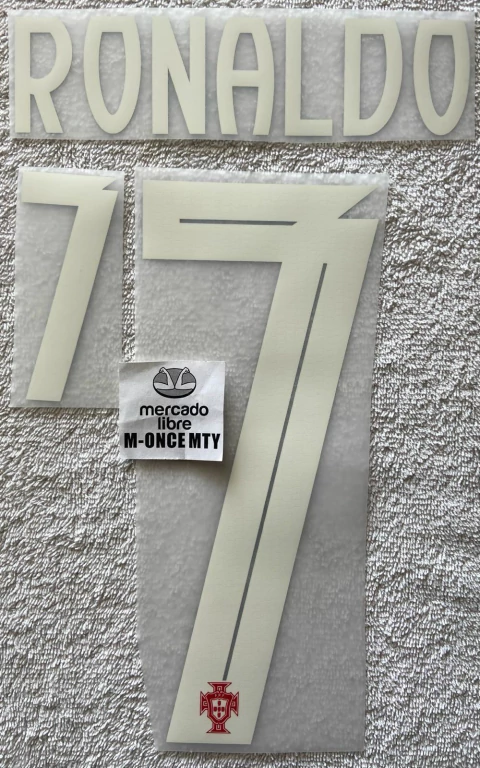 RONALDO
7
7
mercado
libre
M-ONCE MTY